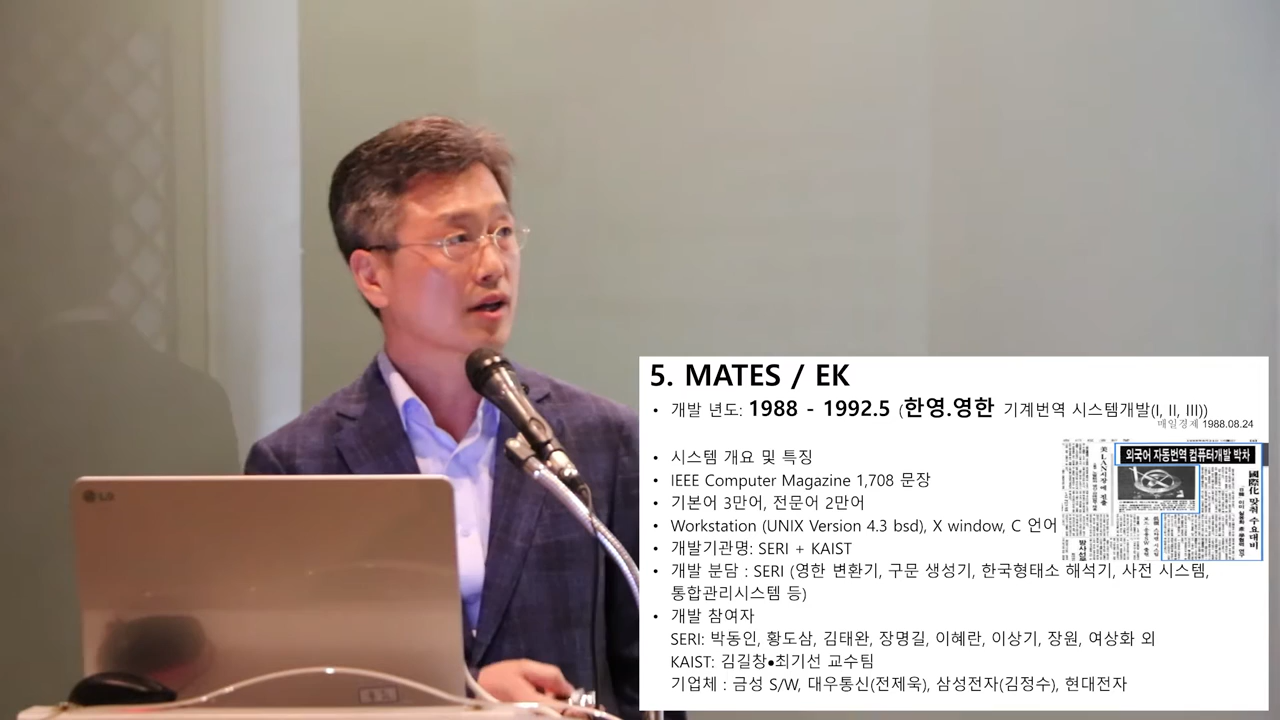 5. MATES / EK
• 개발 년도: 1988 - 1992.5 (한영.영한 기계번역 시스템개발(I, II, III))
매일경제 1988.08.24
• 시스템 개요 및 특징
외국어 자동번역 컴퓨터개발 박차
國際化 맞춰 수요대비
• IEEE Computer Magazine 1,708 문장
• 기본어 3만어, 전문어 2만어
• Workstation (UNIX Version 4.3 bsd), X window, C 언어
• 개발기관명: SERI + KAIST
• 개발 분담 : SERI (영한 변환기, 구문 생성기, 한국형태소 해석기, 사전 시스템,
통합관리시스템 등)
• 개발 참여자
SERI: 박동인, 황도삼, 김태완, 장명길, 이혜란, 이상기, 장원, 여상화 외
KAIST: 김길창•최기선 교수팀
기업체 : 금성 S/W, 대우통신(전제욱), 삼성전자(김정수), 현대전자
LG